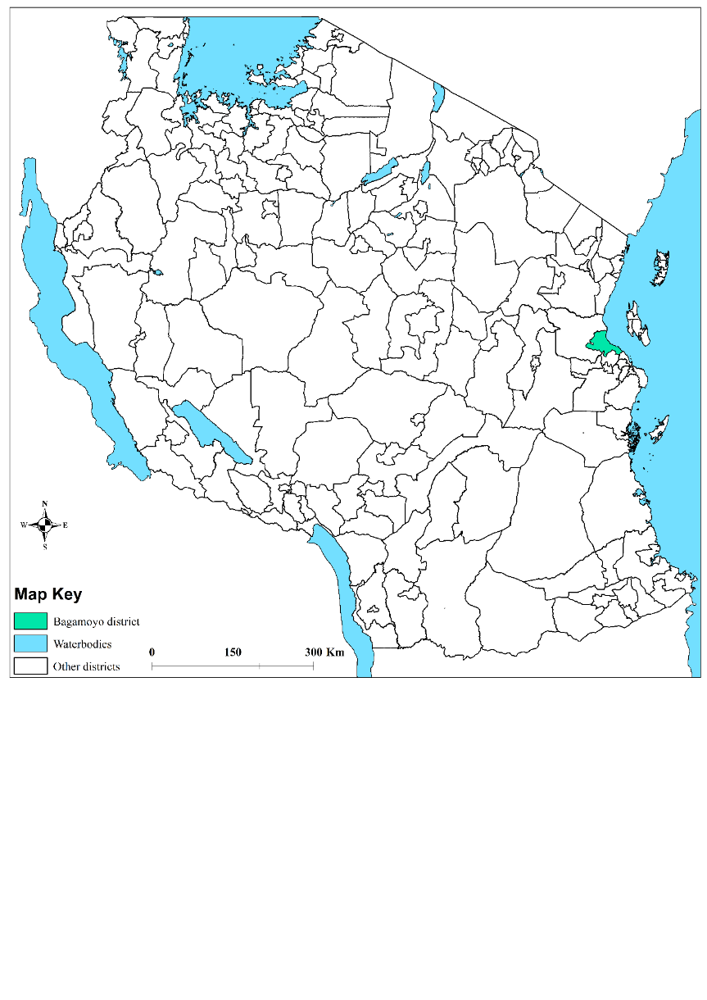 N
W E
S
Map Key
Bagamoyo district
Waterbodies
Other districts
0 150 300 Km